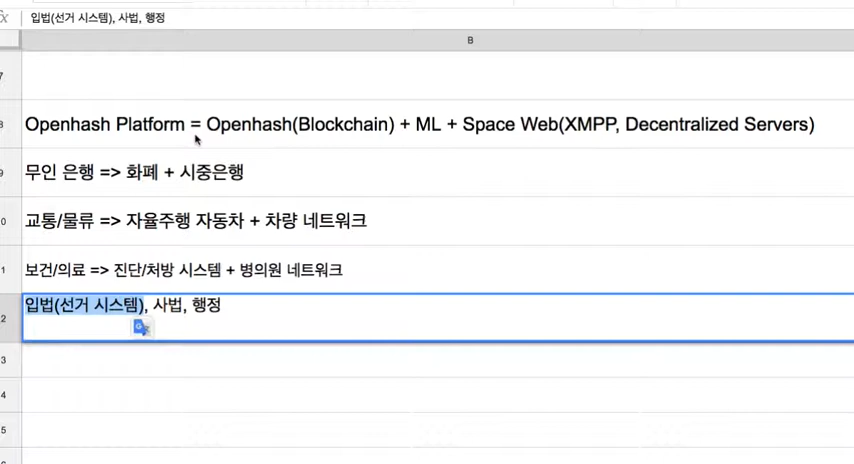 입법(선거 시스템), 사법, 행정
B
7
8
Openhash Platform = Openhash(Blockchain) + ML + Space Web(XMPP, Decentralized Servers)
9
무인 은행 => 화폐 + 시중은행
0
교통/물류 => 자율주행 자동차 + 차량 네트워크
1
보건/의료 => 진단/처방 시스템 + 병의원 네트워크
2
입법(선거 시스템), 사법, 행정
3
4
5